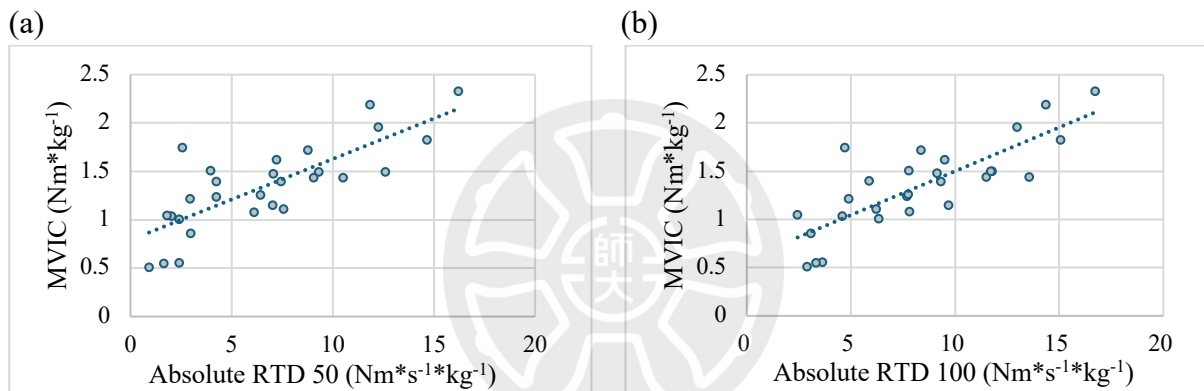 (a)
(b)
2.5
2
1.5
1
0.5
0
0 5 10 15 20
MVIC (Nm*kg⁻¹)
Absolute RTD 50 (Nm*s⁻¹*kg⁻¹)
2.5
2
1.5
1
0.5
0
0 5 10 15 20
MVIC (Nm*kg⁻¹)
Absolute RTD 100 (Nm*s⁻¹*kg⁻¹)
師大